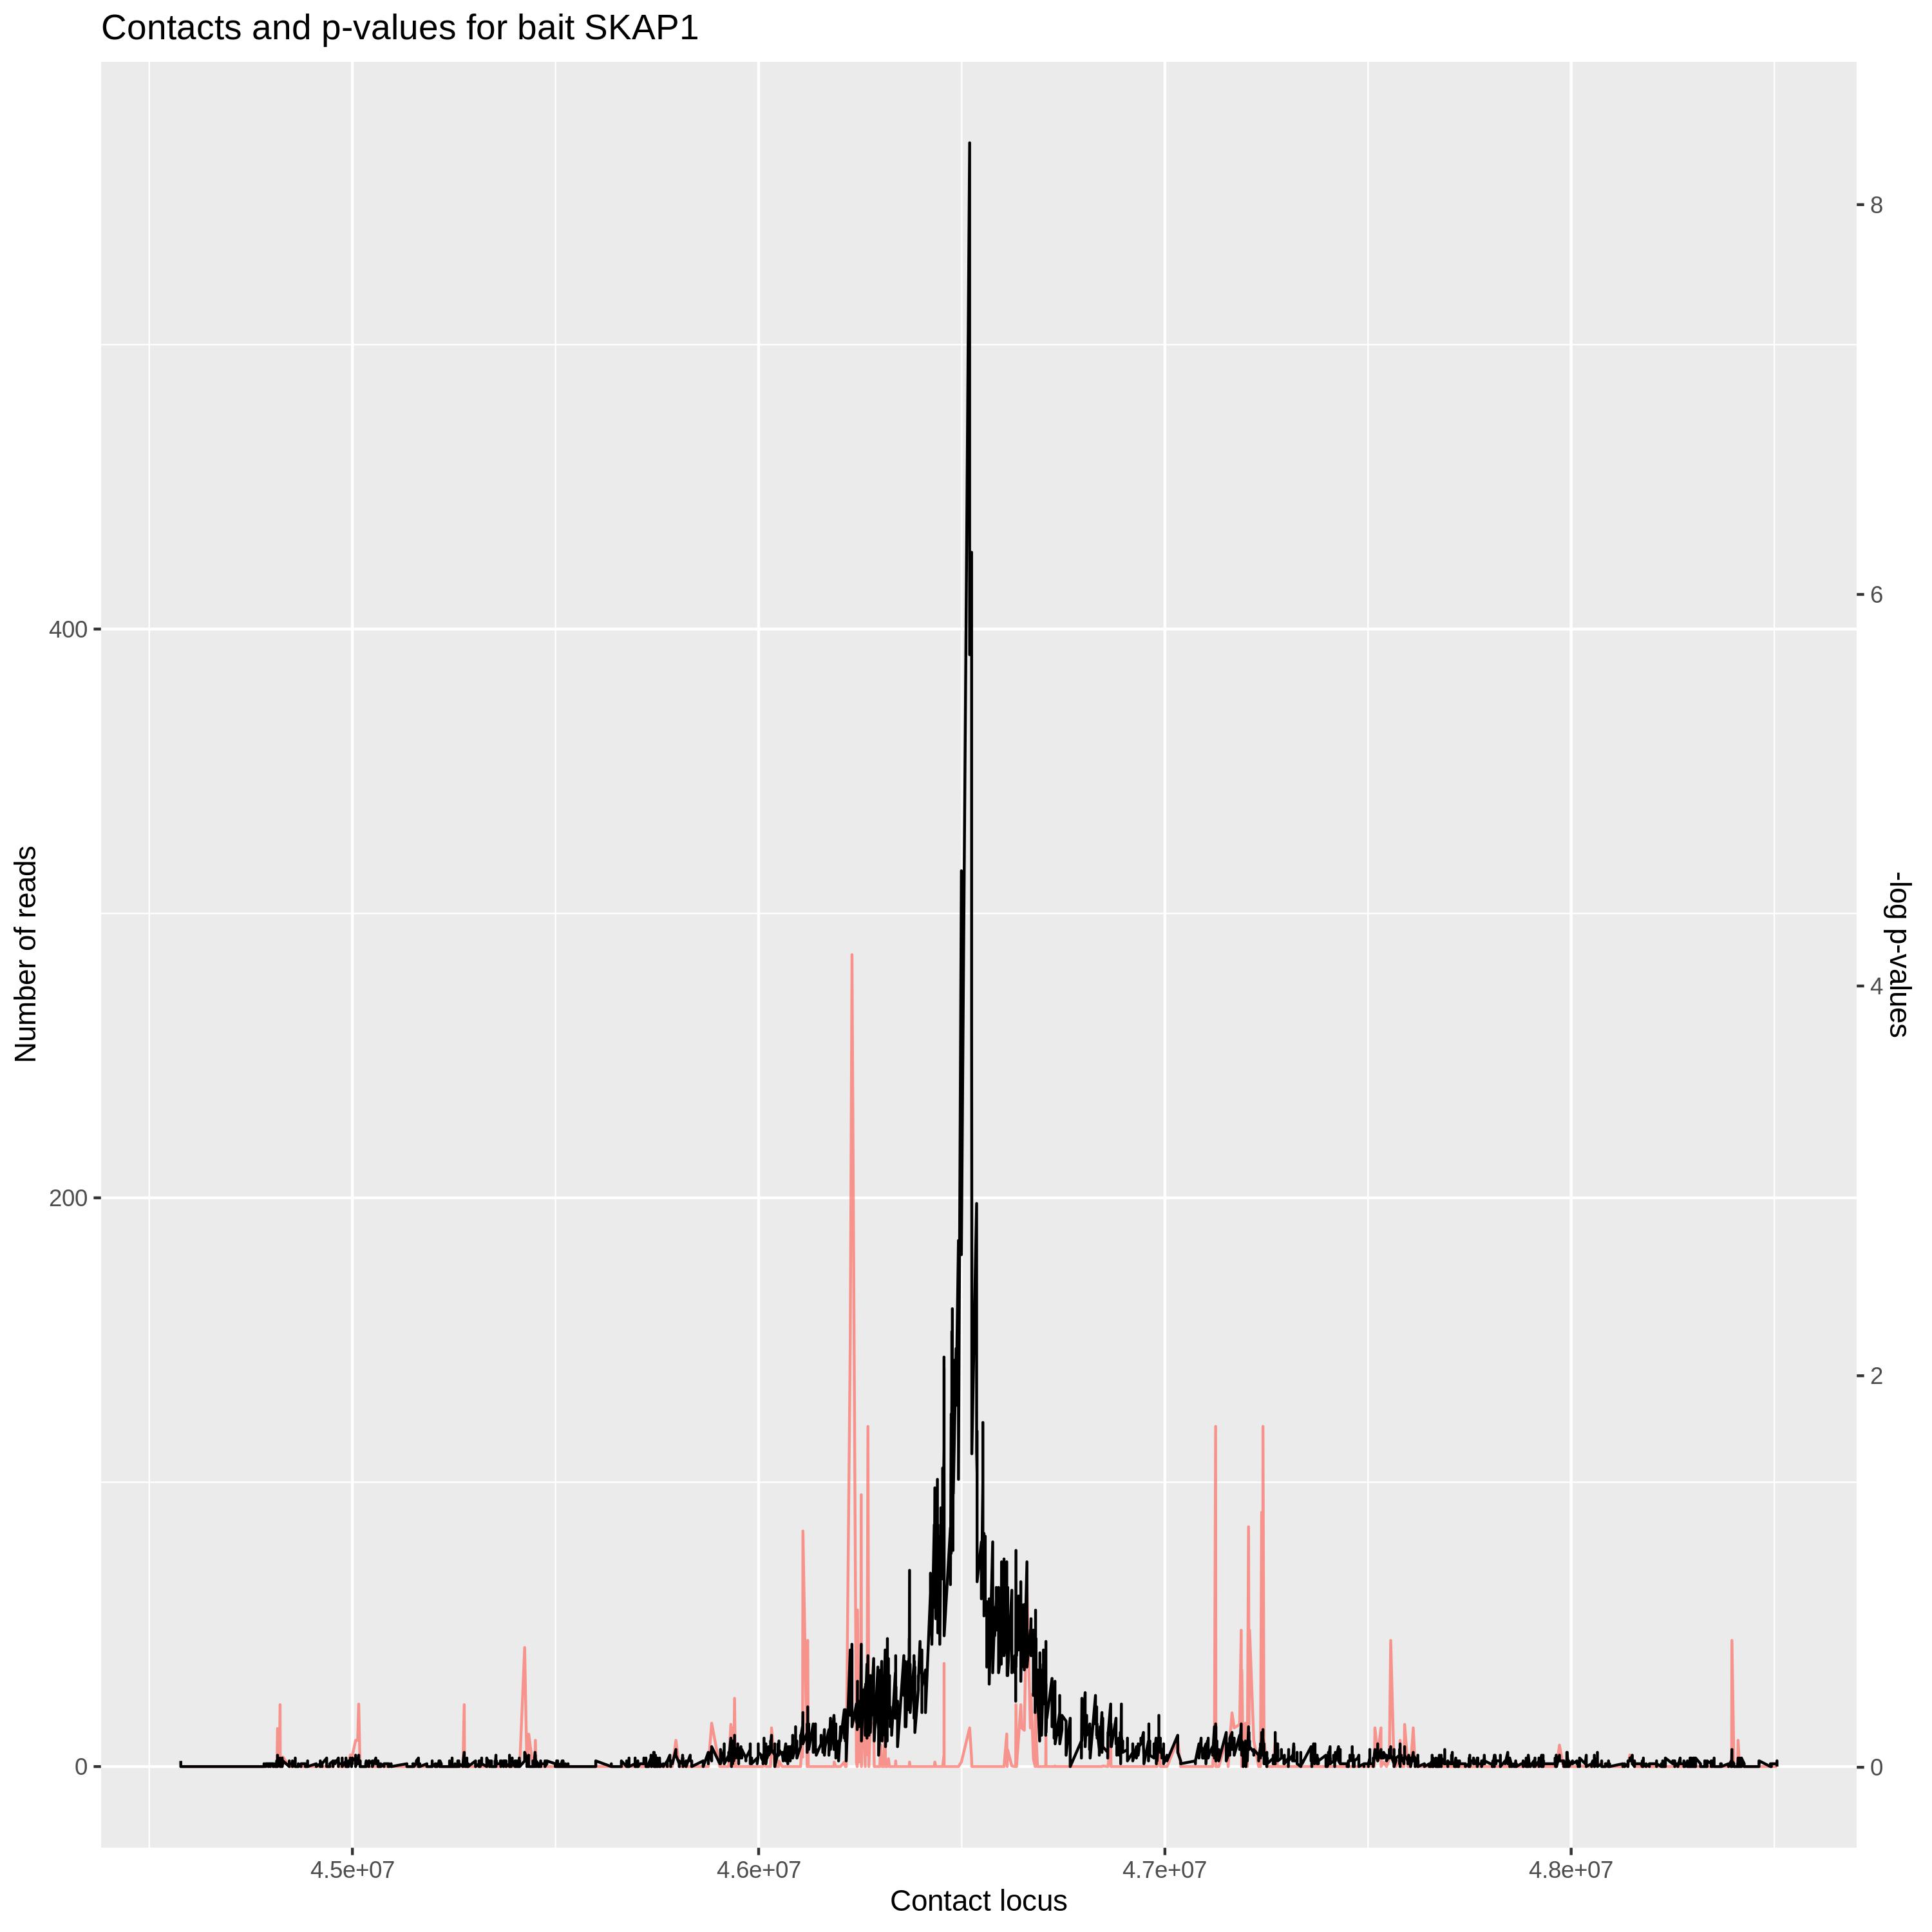 Contacts and p-values for bait SKAP1
Number of reads
400
200
0
8
6
4
2
0
-log p-values
4.5e+07
4.6e+07
4.7e+07
4.8e+07
Contact locus